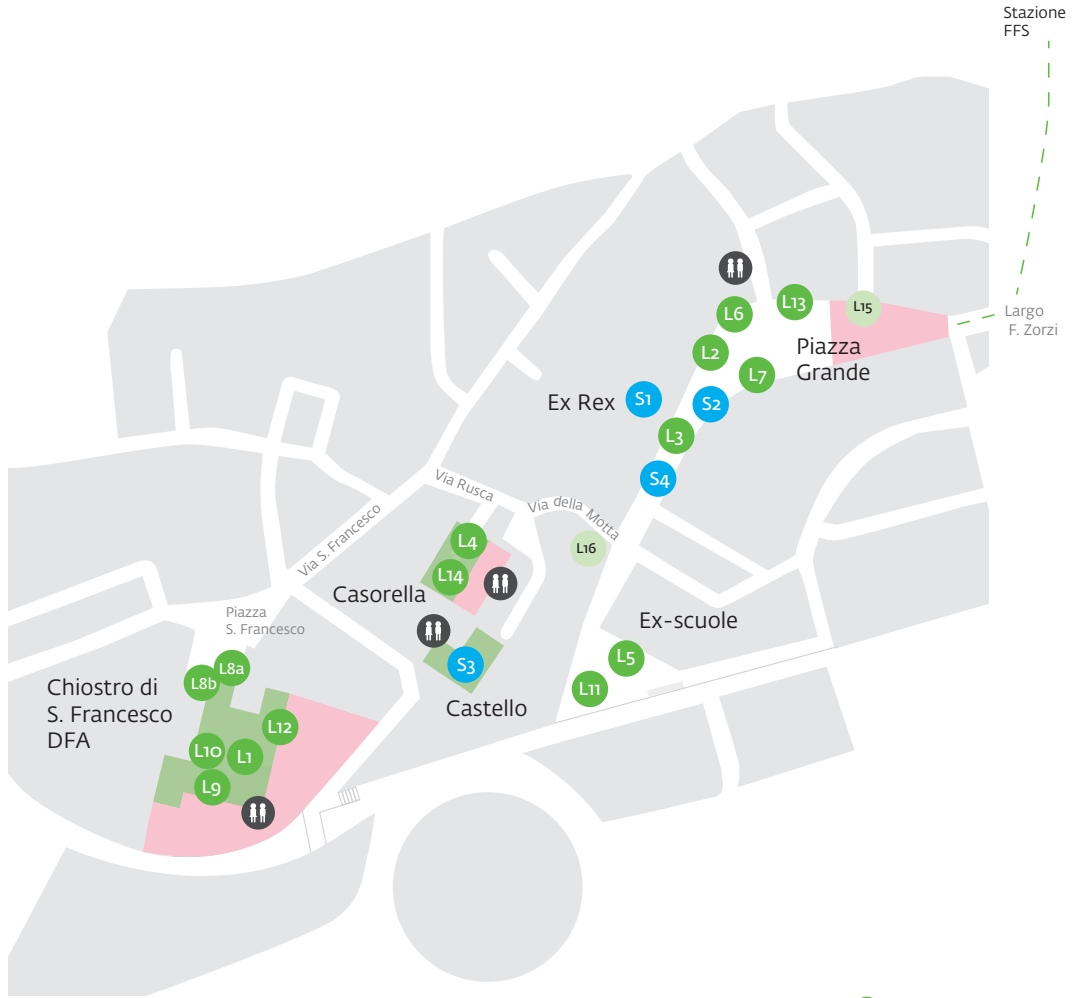 Stazione
FFS
L6
L13
L15
Largo
F. Zorzi
L2
Piazza
Grande
L7
Ex Rex
S1
S2
L3
S4
Via Rusca
Via della Motta
Via S. Francesco
L4
L16
L14
Casorella
Piazza
S. Francesco
Ex-scuole
L5
L8a
L8b
S3
L11
Castello
Chiostro di
S. Francesco
DFA
L12
L10
L1
L9